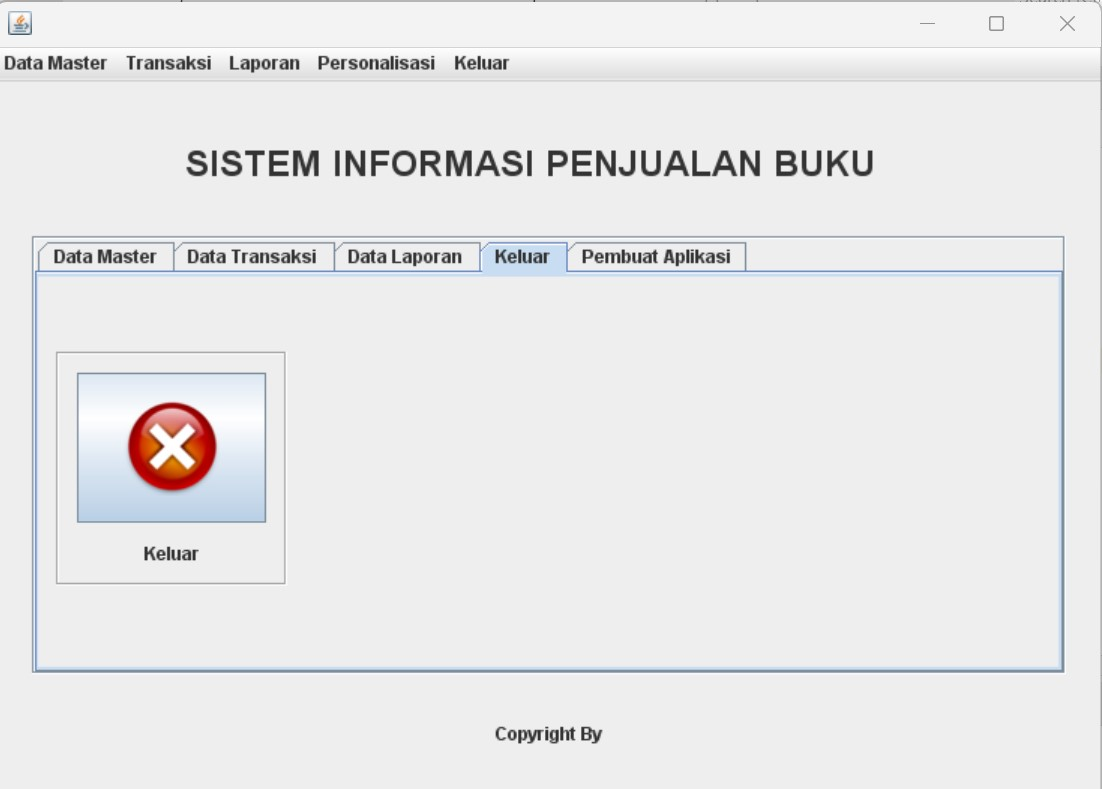 Data Master Transaksi Laporan Personalisasi Keluar
SISTEM INFORMASI PENJUALAN BUKU
Data Master Data Transaksi Data Laporan Keluar Pembuat Aplikasi
Keluar
Copyright By